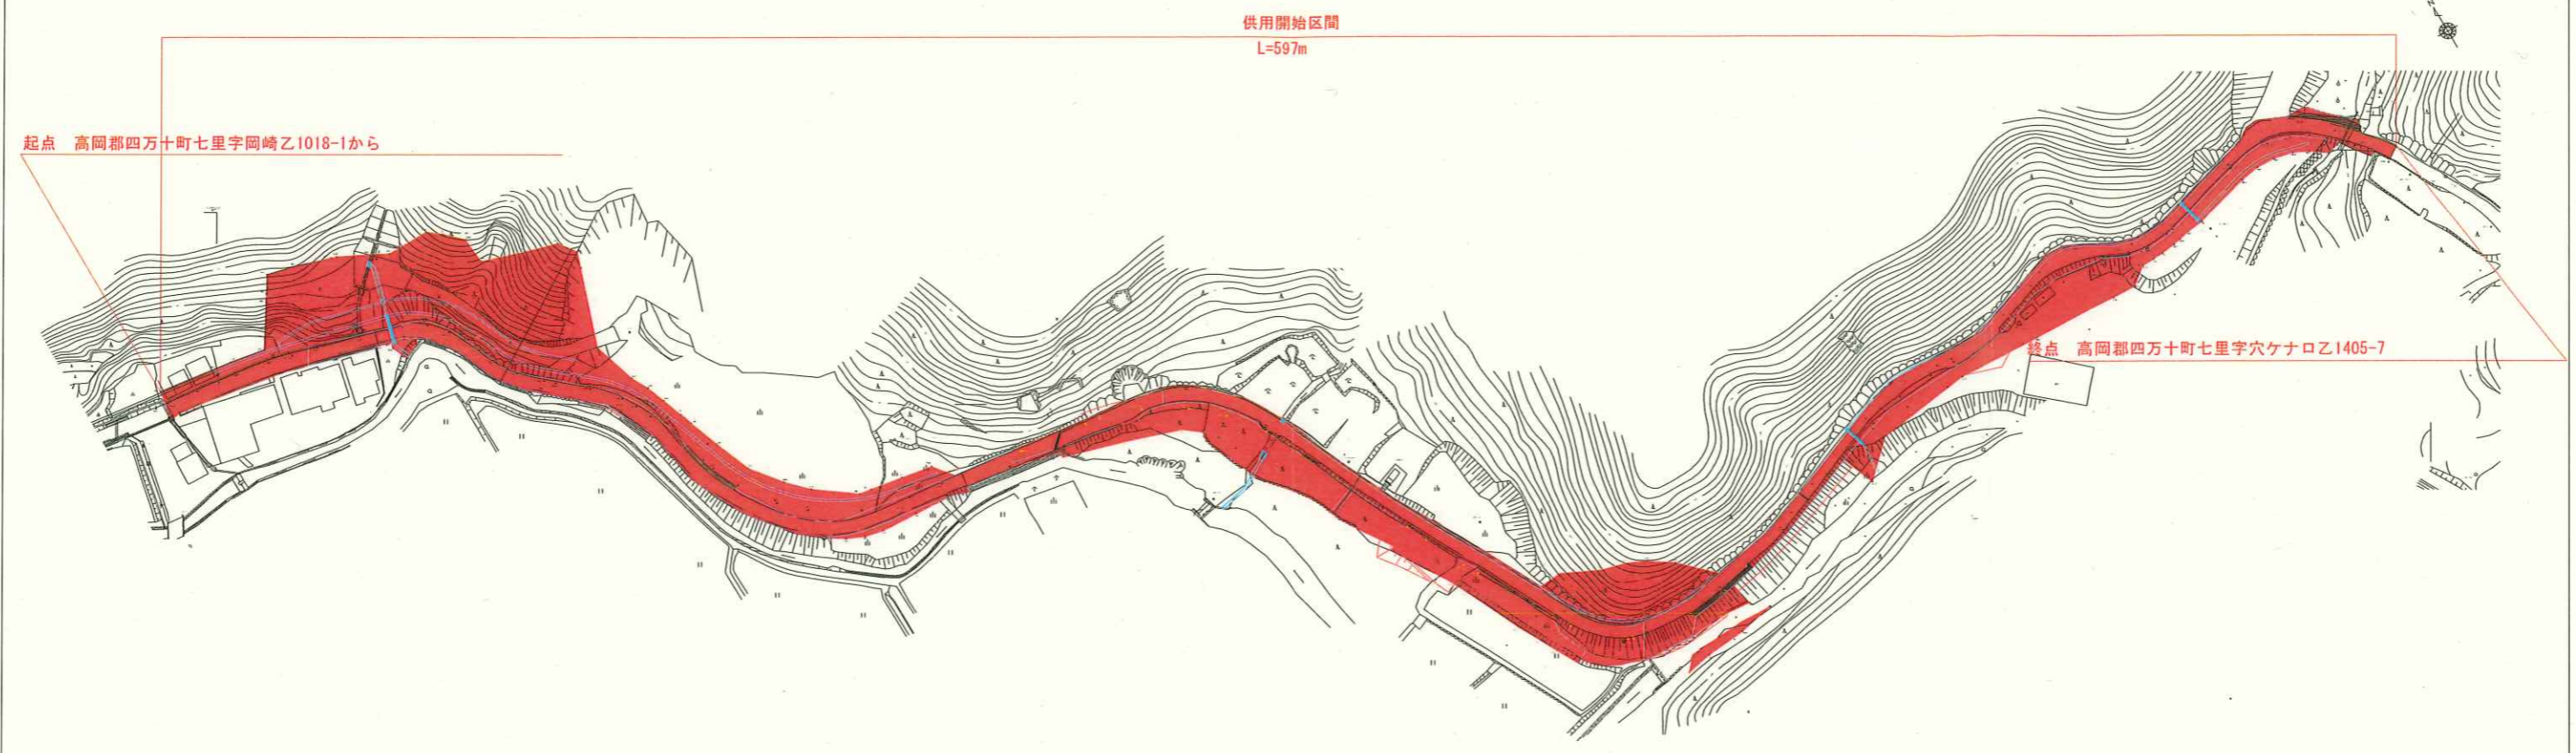 供用開始区間
L=597m
起点 高岡郡四万十町七里字岡崎乙1018-1から
終点 高岡郡四万十町七里字穴ケナロ乙1405-7